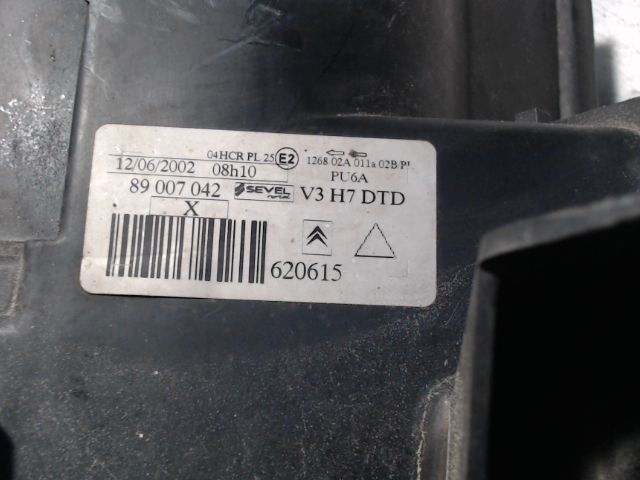 04HCR PL 25 E2 1268 02A 011a 02B/PL
12/06/2002 08h10 PU6A
89 007 042 SEVEL V3 H7 DTD
X
620615